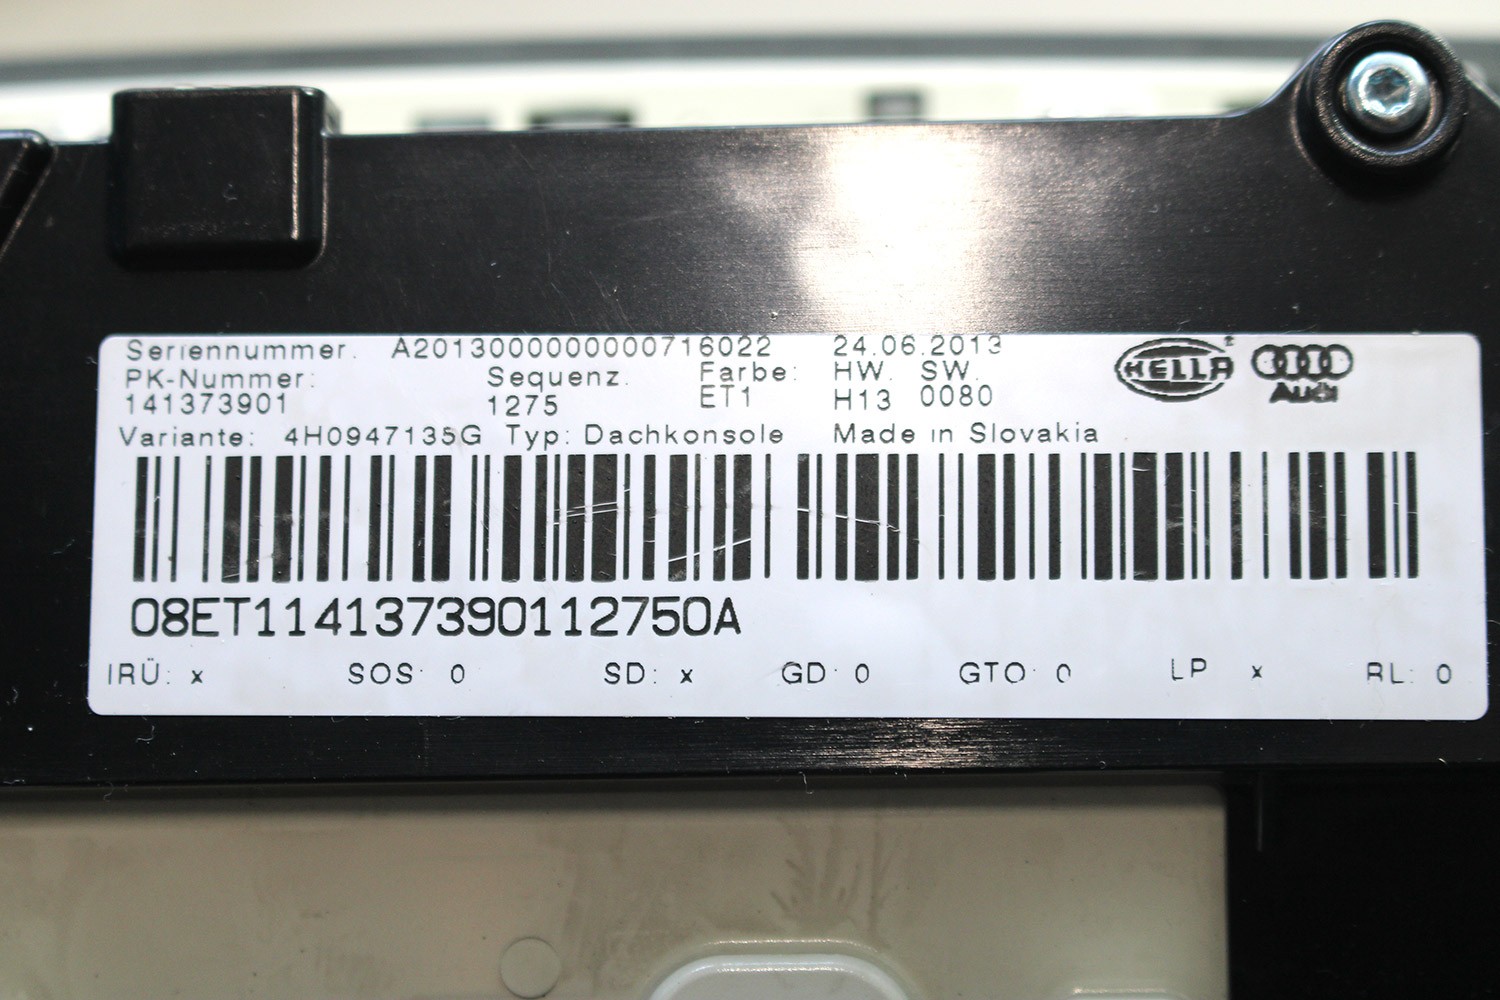 Seriennummer. A2013000000000716022 24.06.2013
PK-Nummer: Sequenz. Farbe: HW. SW.
141373901 1275 ET1 H13 0080
HELLA Audi
Variante: 4H0947135G Typ: Dachkonsole Made in Slovakia
08ET114137390112750A
IRÜ: x SOS: 0 SD: x GD: 0 GTO: 0 LP x RL: 0